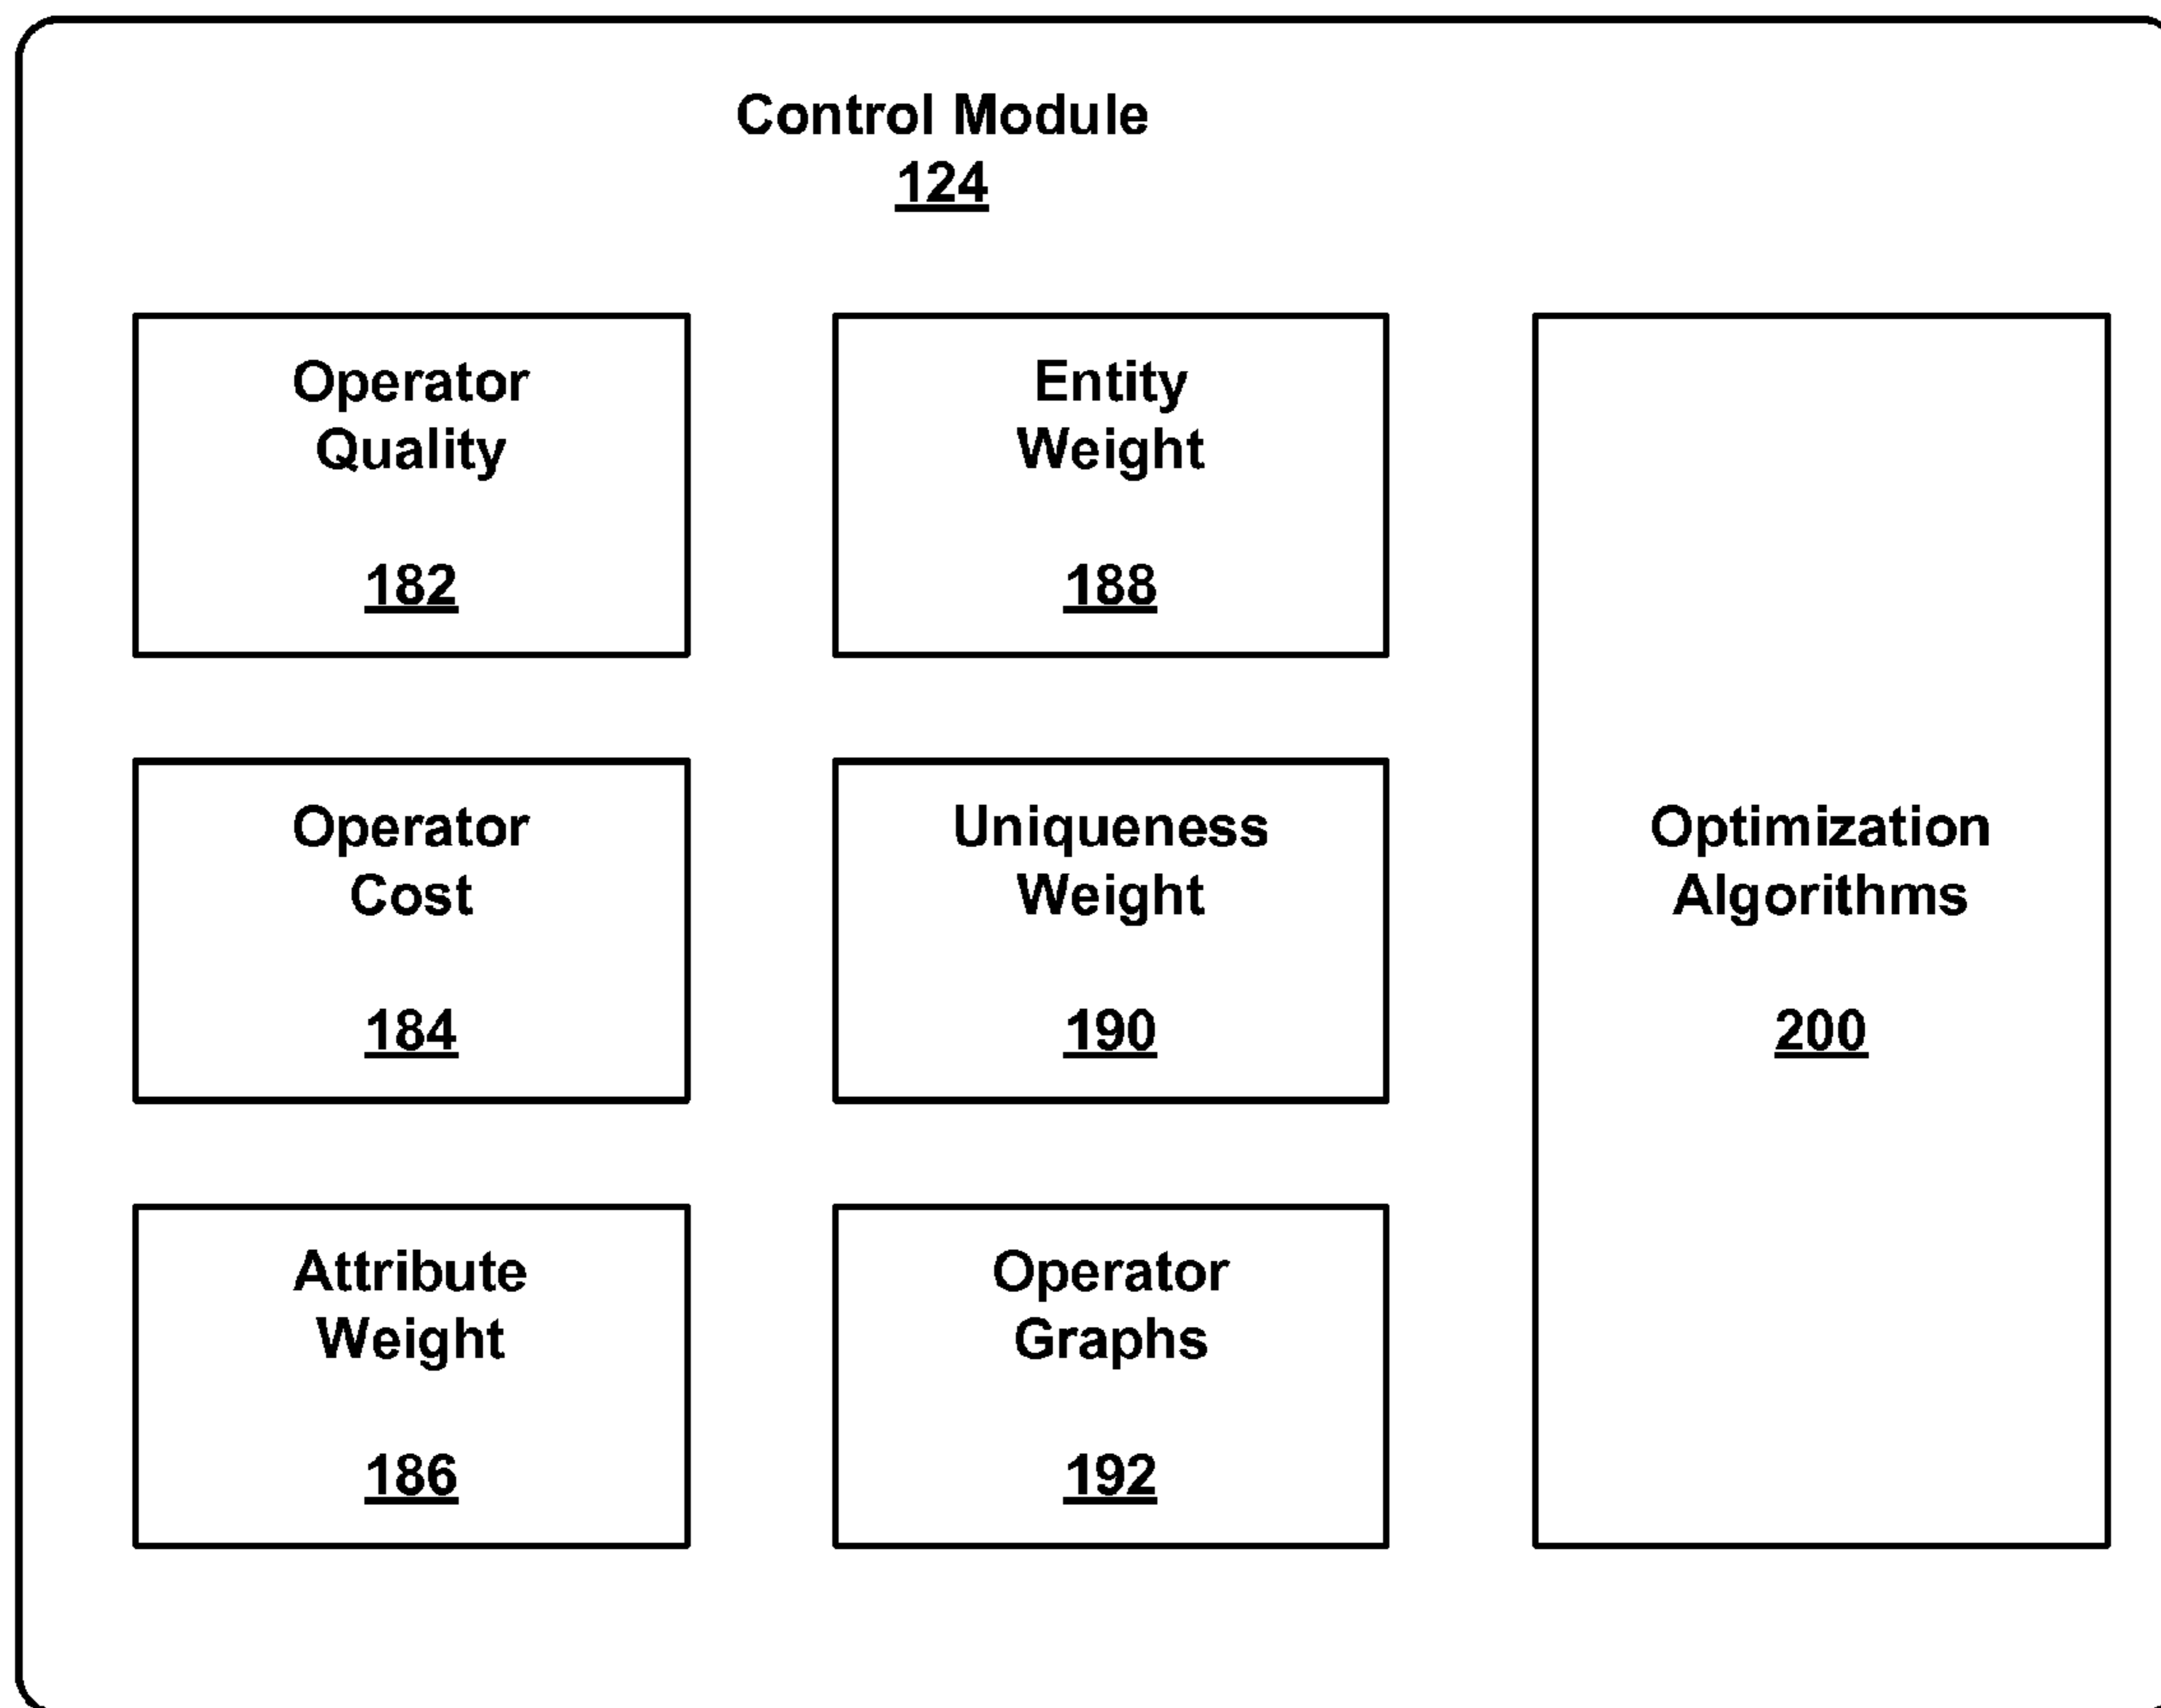 Control Module
124
Operator
Quality
182
Entity
Weight
188
Operator
Cost
184
Uniqueness
Weight
190
Optimization
Algorithms
200
Attribute
Weight
186
Operator
Graphs
192